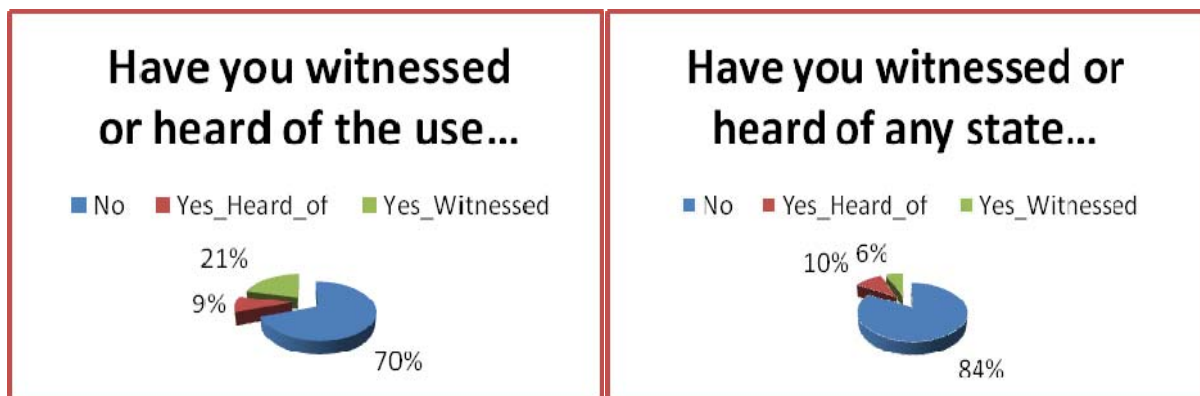 Have you witnessed
or heard of the use...
No Yes_Heard_of Yes_Witnessed
21%
9%
70%
Have you witnessed or
heard of any state...
No Yes_Heard_of Yes_Witnessed
10% 6%
84%